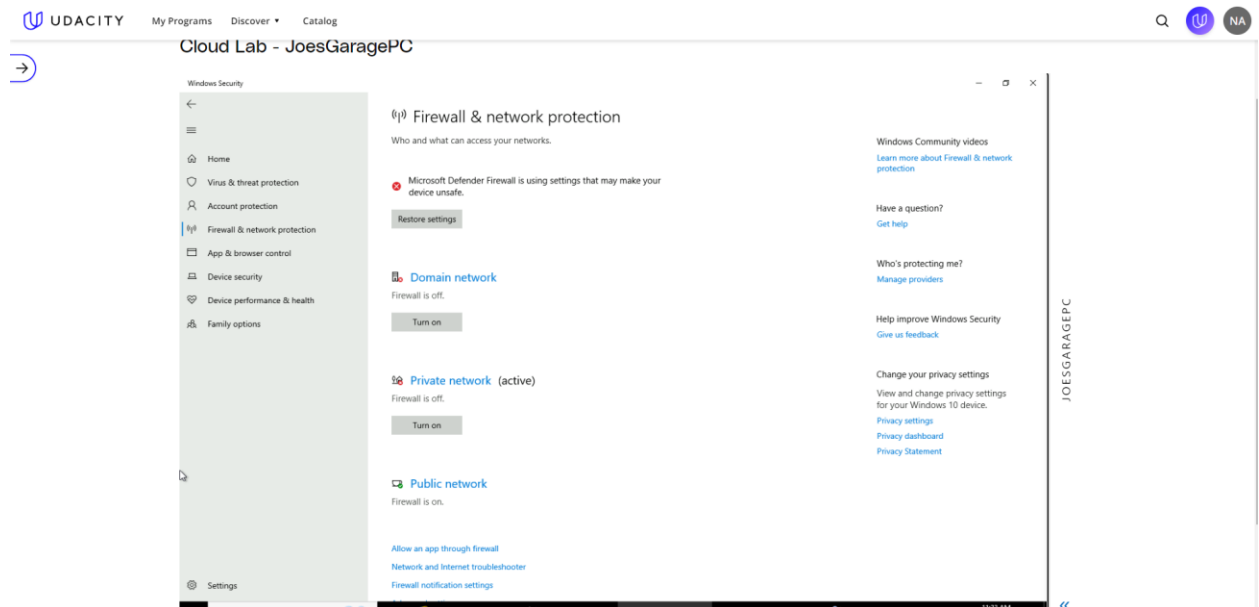 UDACITY My Programs Discover ▾ Catalog NA
Cloud Lab - JoesGaragePC
Windows Security
Home
Virus & threat protection
Account protection
Firewall & network protection
App & browser control
Device security
Device performance & health
Family options
Settings
Firewall & network protection
Who and what can access your networks.
Microsoft Defender Firewall is using settings that may make your
device unsafe.
Restore settings
Domain network
Firewall is off.
Turn on
Private network (active)
Firewall is off.
Turn on
Public network
Firewall is on.
Allow an app through firewall
Network and Internet troubleshooter
Firewall notification settings
Windows Community videos
Learn more about Firewall & network
protection
Have a question?
Get help
Who's protecting me?
Manage providers
Help improve Windows Security
Give us feedback
Change your privacy settings
View and change privacy settings
for your Windows 10 device.
Privacy settings
Privacy dashboard
Privacy Statement
JOESGARAGEPC